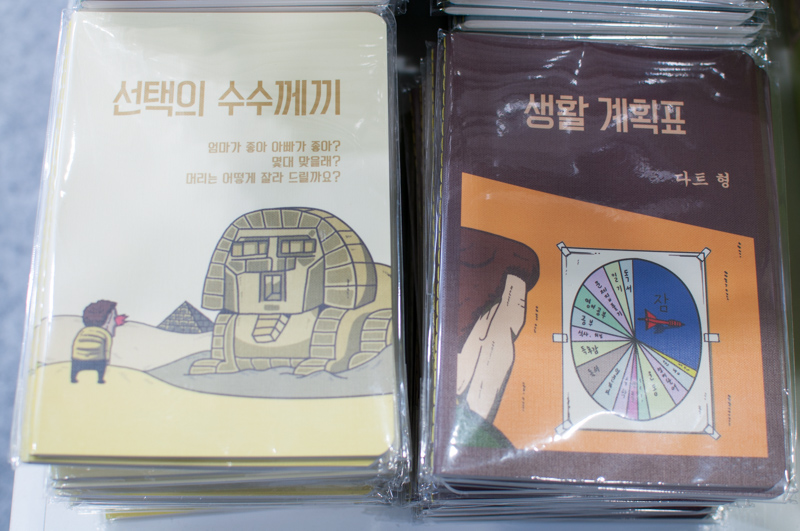 선택의 수수께끼
엄마가 좋아 아빠가 좋아?
몇대 맞을래?
머리는 어떻게 잘라 드릴까요?
생활 계획표
다트 형
잠
독서